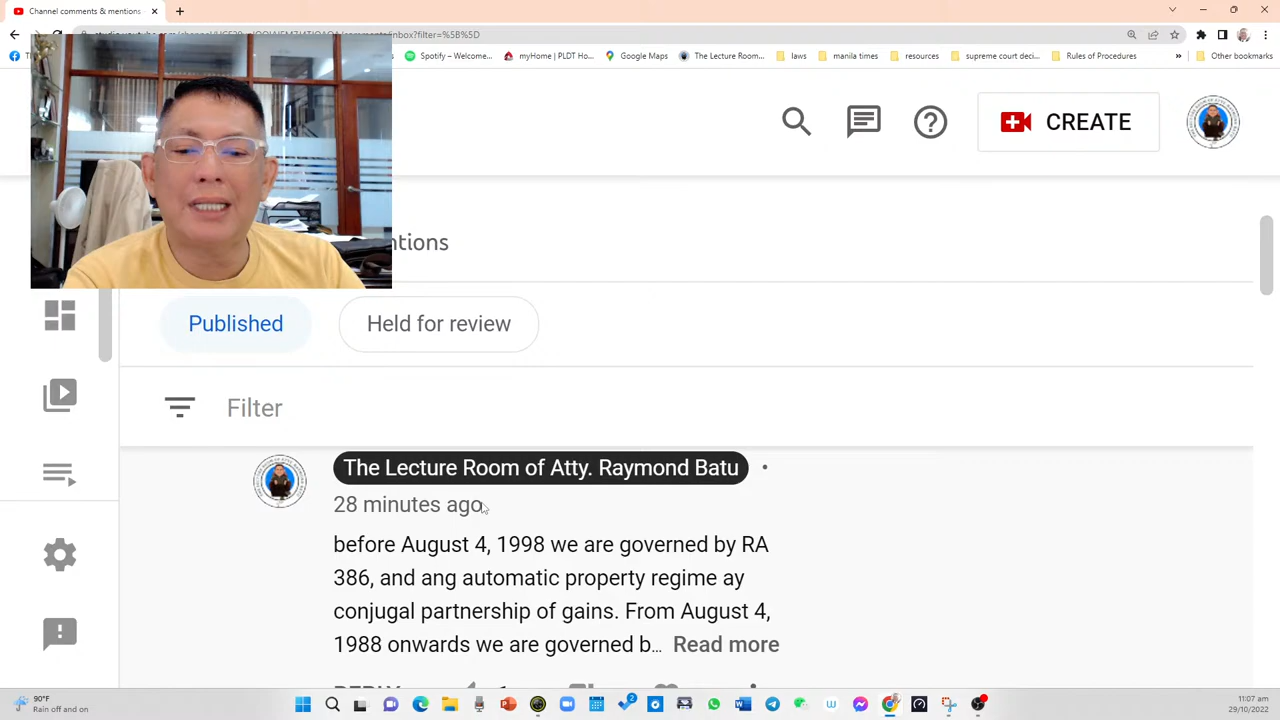 Channel comments & mentions
Spotify – Welcome...
myHome | PLDT Ho...
Google Maps
The Lecture Room...
laws
manila times
resources
supreme court deci...
Rules of Procedures
Other bookmarks
CREATE
ntions
Published
Held for review
Filter
The Lecture Room of Atty. Raymond Batu •
28 minutes ago
before August 4, 1998 we are governed by RA
386, and ang automatic property regime ay
conjugal partnership of gains. From August 4,
1988 onwards we are governed b... Read more
90°F
Rain off and on
11:07 am
29/10/2022